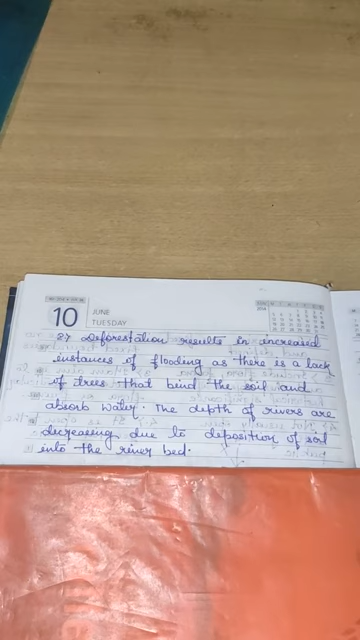 10
JUNE
TUESDAY
87 Deforestation results in increased
instances of flooding as there is a lack
of trees that bind the soil and
absorb water. The depth of rivers are
decreasing due to deposition of soil
into the river bed.